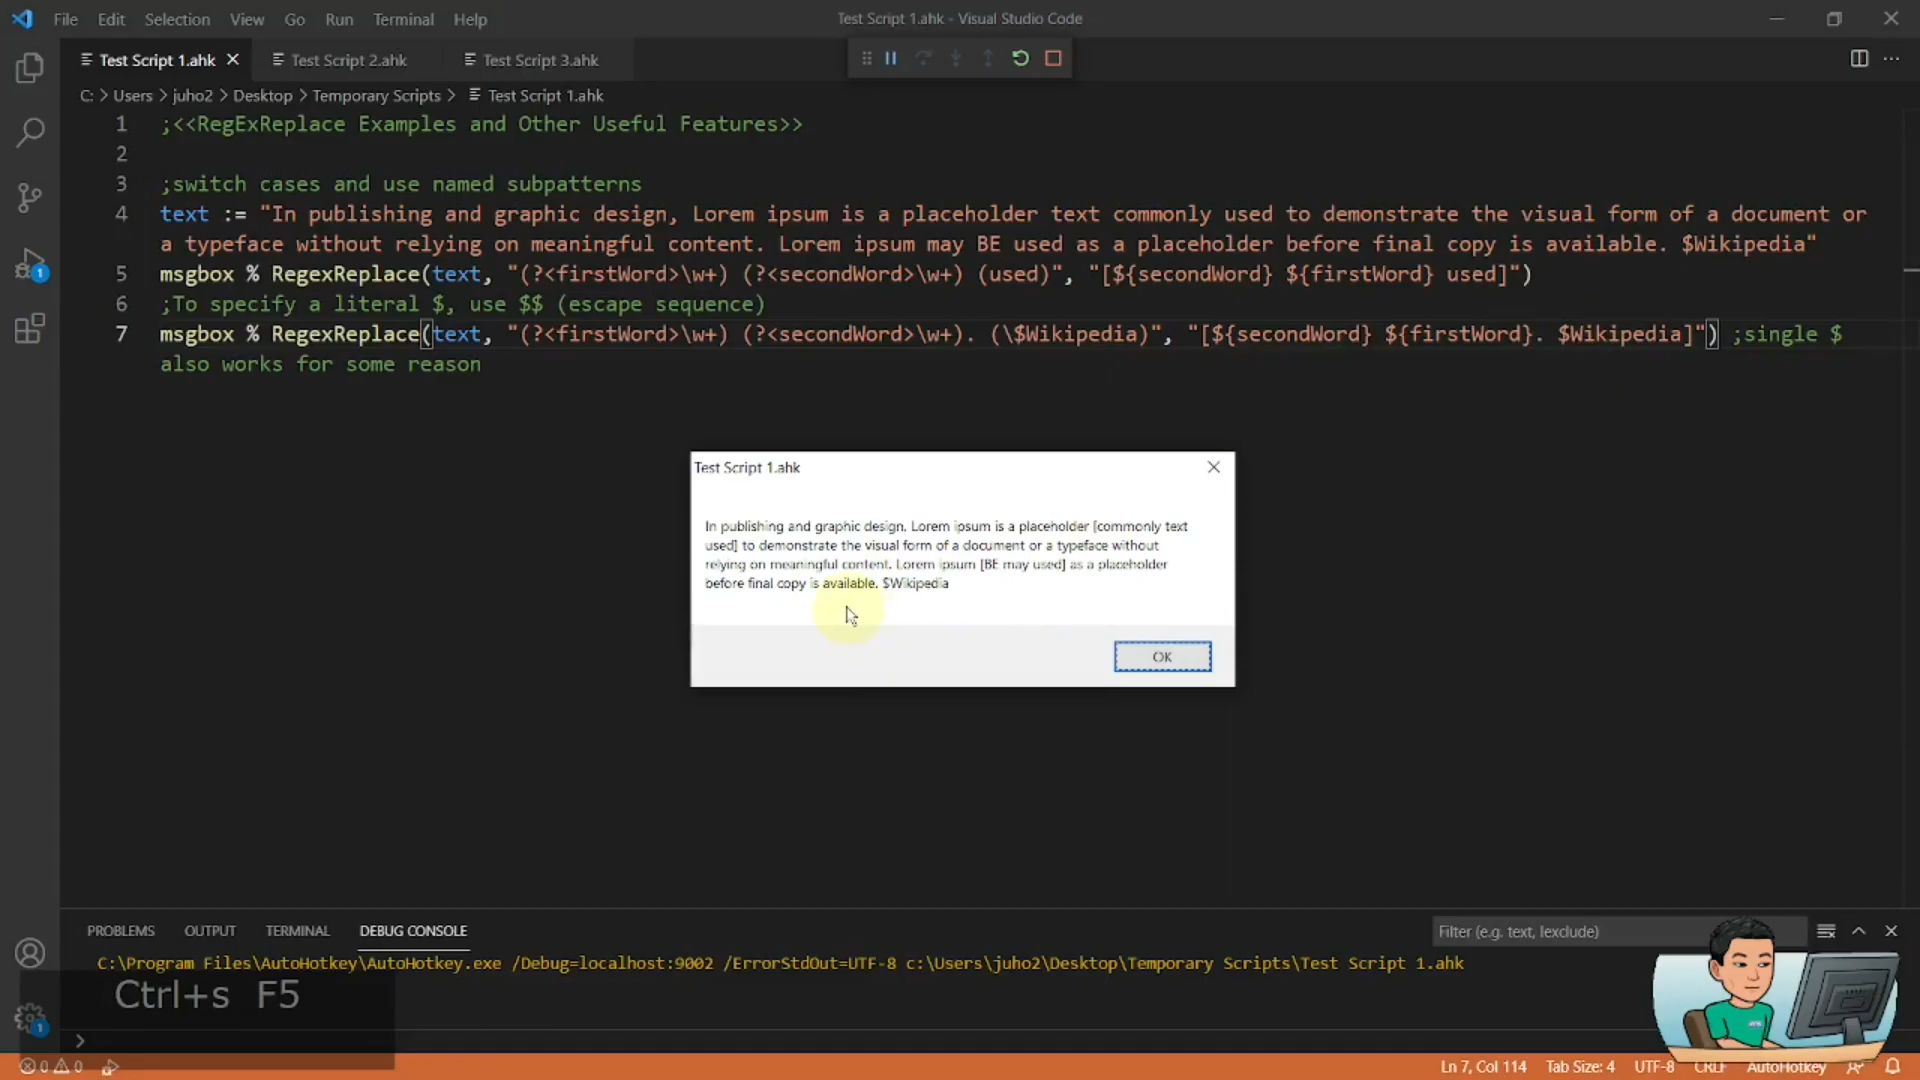 File Edit Selection View Go Run Terminal Help
Test Script 1.ahk - Visual Studio Code
Test Script 1.ahk
Test Script 2.ahk
Test Script 3.ahk
C: > Users > juho2 > Desktop > Temporary Scripts > Test Script 1.ahk
1 ;<<RegExReplace Examples and Other Useful Features>>
2
3 ;switch cases and use named subpatterns
4 text := "In publishing and graphic design, Lorem ipsum is a placeholder text commonly used to demonstrate the visual form of a document or
a typeface without relying on meaningful content. Lorem ipsum may BE used as a placeholder before final copy is available. $Wikipedia"
5 msgbox % RegexReplace(text, "(?<firstWord>\w+) (?<secondWord>\w+) (used)", "[${secondWord} ${firstWord} used]")
6 ;To specify a literal $, use $$ (escape sequence)
7 msgbox % RegexReplace(text, "(?<firstWord>\w+) (?<secondWord>\w+). (\$Wikipedia)", "[${secondWord} ${firstWord}. $Wikipedia]") ;single $
also works for some reason
Test Script 1.ahk
In publishing and graphic design, Lorem ipsum is a placeholder [commonly text
used] to demonstrate the visual form of a document or a typeface without
relying on meaningful content. Lorem ipsum [BE may used] as a placeholder
before final copy is available. $Wikipedia
OK
PROBLEMS OUTPUT TERMINAL DEBUG CONSOLE
Filter (e.g. text, !exclude)
C:\Program Files\AutoHotkey\AutoHotkey.exe /Debug=localhost:9002 /ErrorStdOut=UTF-8 c:\Users\juho2\Desktop\Temporary Scripts\Test Script 1.ahk
Ctrl+s F5
1
1
0 0
Ln 7, Col 114 Tab Size: 4 UTF-8 CRLF AutoHotkey